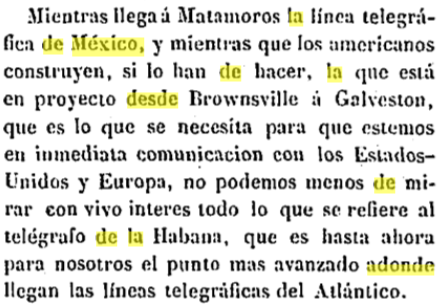 Mientras llega á Matamoros la línea telegrá-
fica de México, y mientras que los americanos
construyen, si lo han de hacer, la que está
en proyecto desde Brownsville á Galveston,
que es lo que se necesita para que estemos
en inmediata comunicacion con los Estados-
Unidos y Europa, no podemos menos de mi-
rar con vivo interes todo lo que se refiere al
telégrafo de la Habana, que es hasta ahora
para nosotros el punto mas avanzado adonde
llegan las líneas telegráficas del Atlántico.